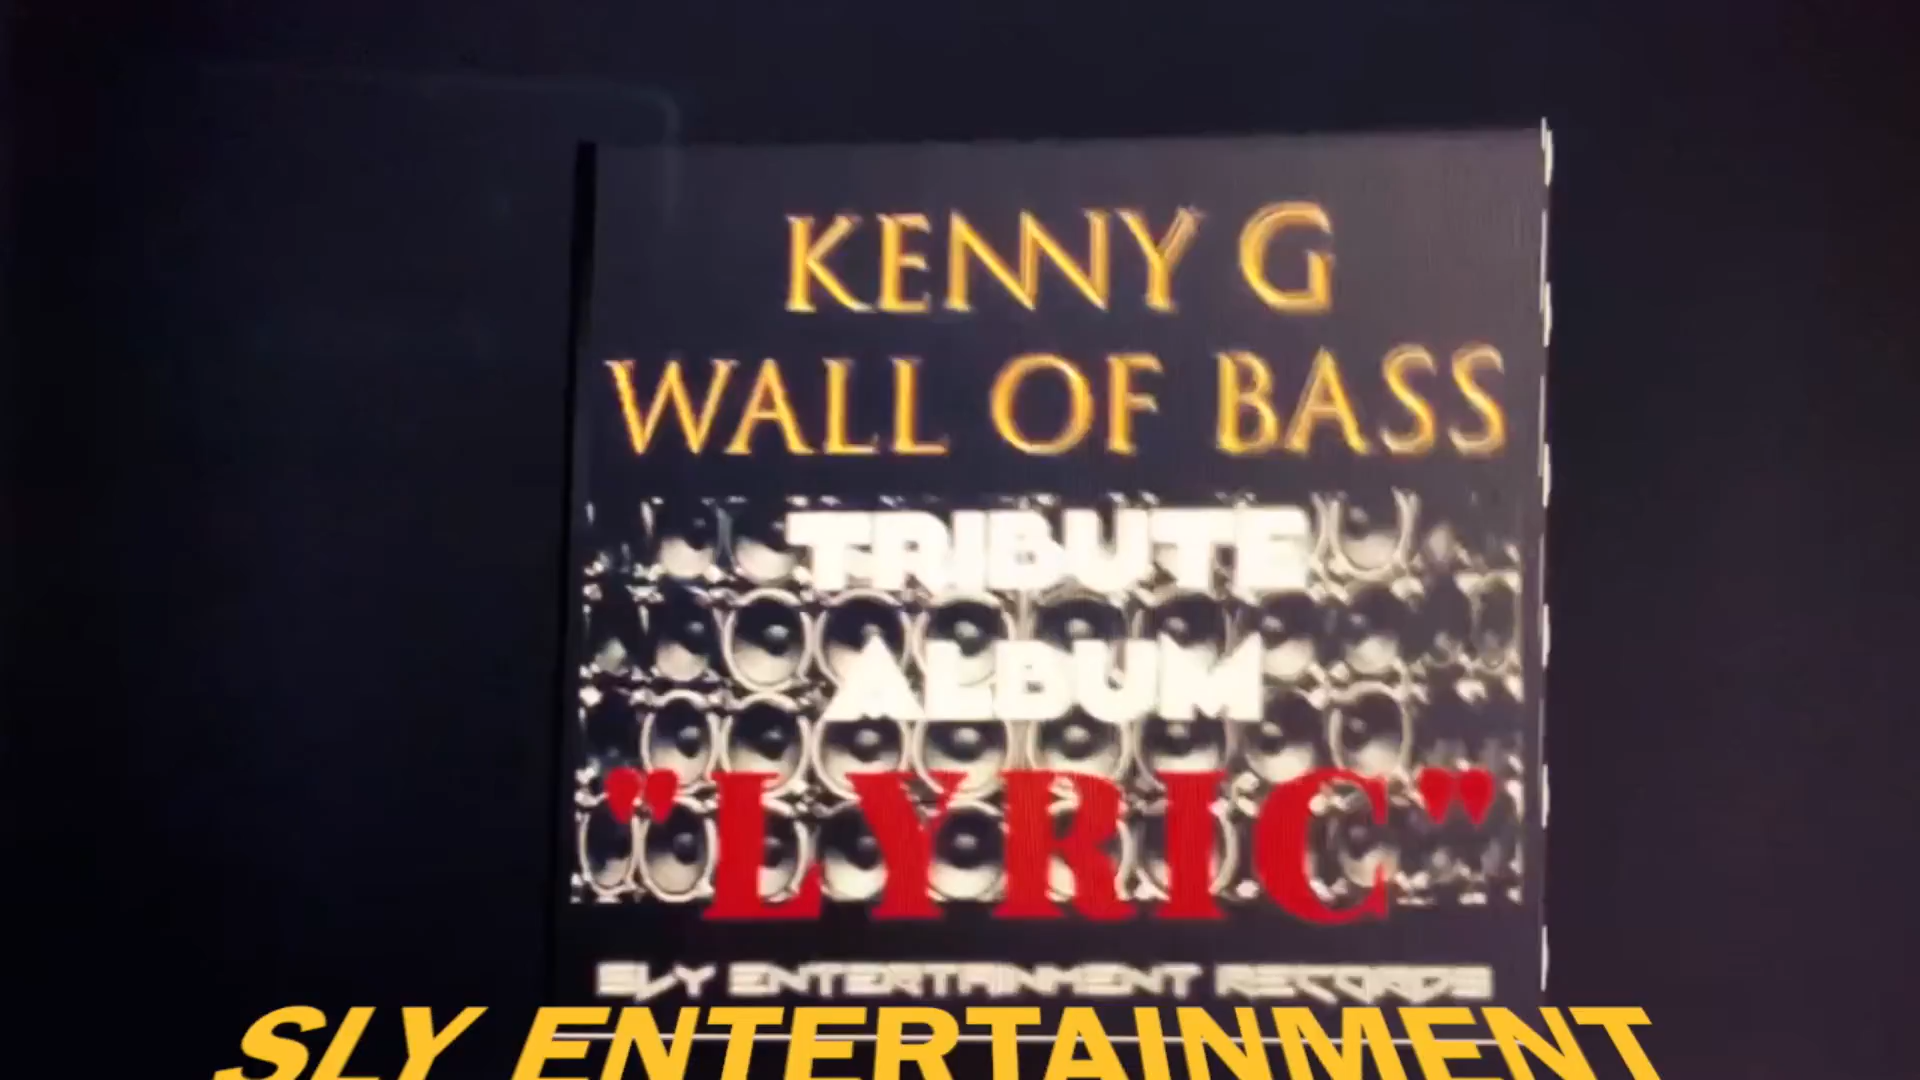 KENNY G
WALL OF BASS
TRIBUTE
ALBUM
"LYRIC"
SLY ENTERTAINMENT RECORDS
SLY ENTERTAINMENT